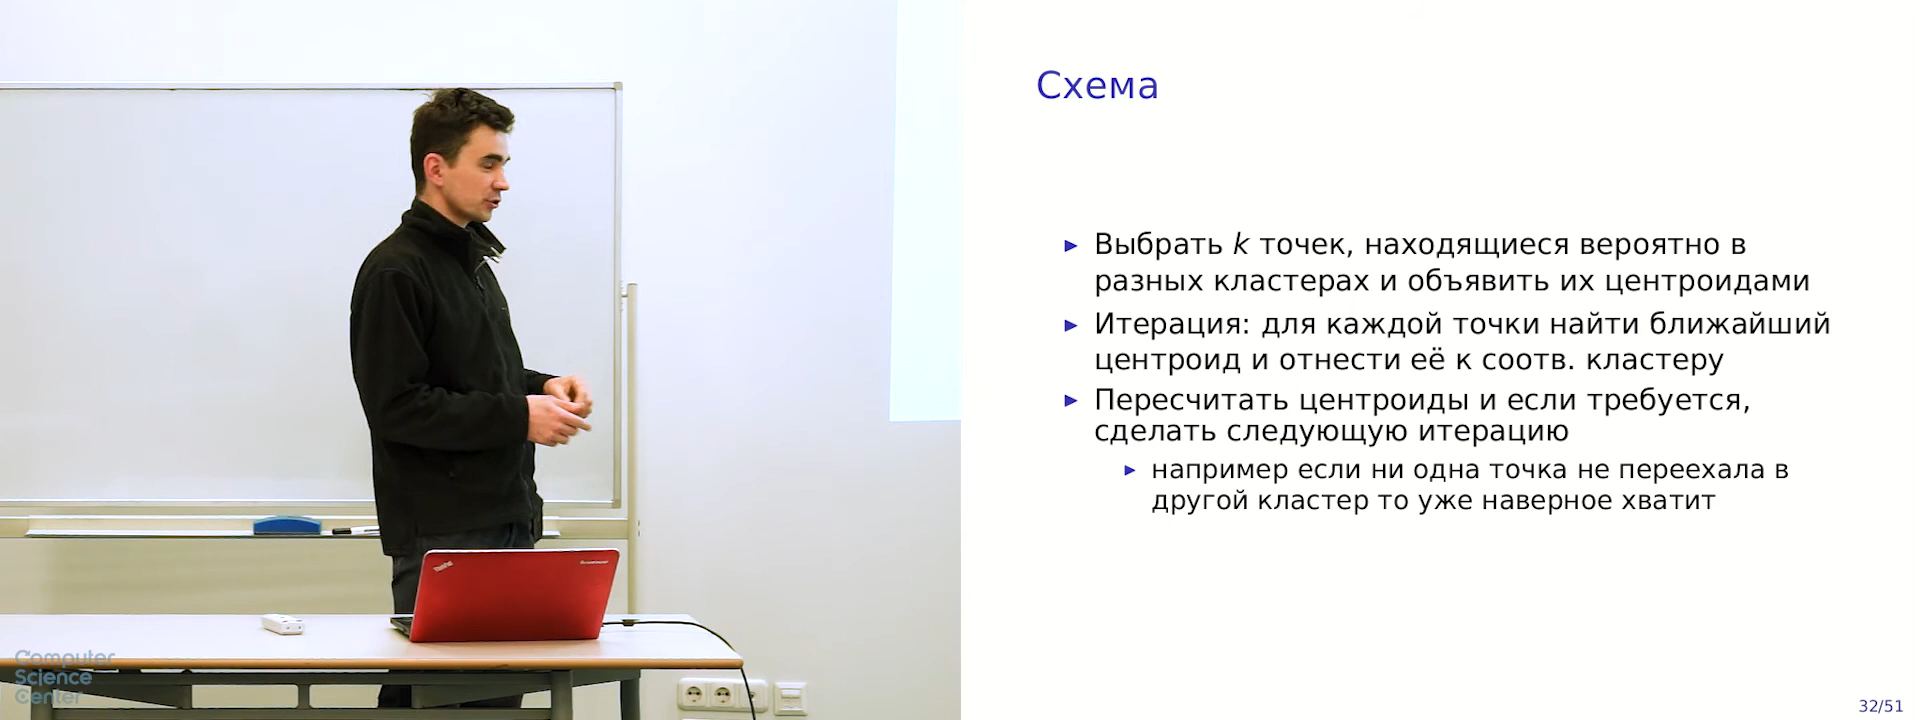 Схема
Выбрать k точек, находящиеся вероятно в
разных кластерах и объявить их центроидами
Итерация: для каждой точки найти ближайший
центроид и отнести её к соотв. кластеру
Пересчитать центроиды и если требуется,
сделать следующую итерацию
например если ни одна точка не переехала в
другой кластер то уже наверное хватит
32/51
Computer
Science
Center
ThinkPad